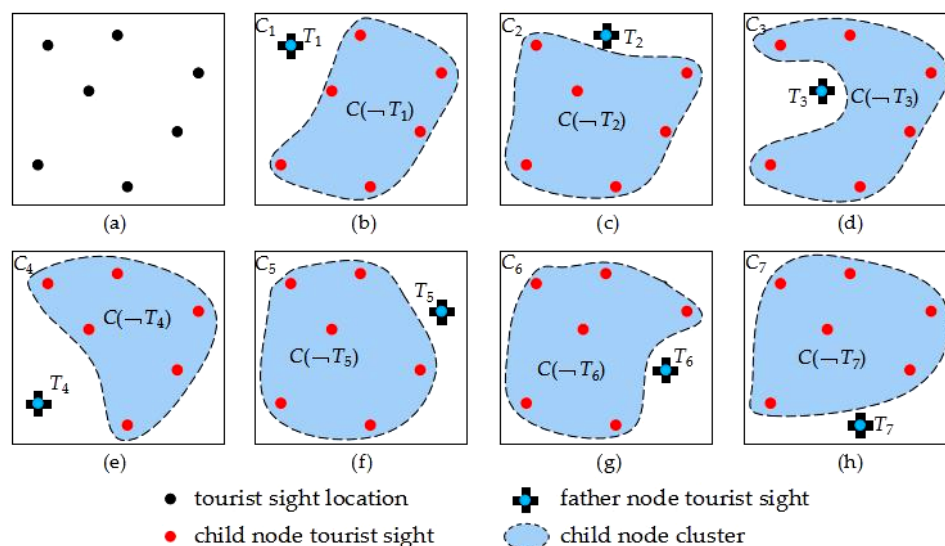 C1 T1 C2 T2 C3
C(¬T1) C(¬T2) T3 C(¬T3)
(a) (b) (c) (d)
C4 C5 C6 C7
C(¬T4) T5
T4 C(¬T5) C(¬T6) T6 C(¬T7)
T7
(e) (f) (g) (h)
tourist sight location father node tourist sight
child node tourist sight child node cluster